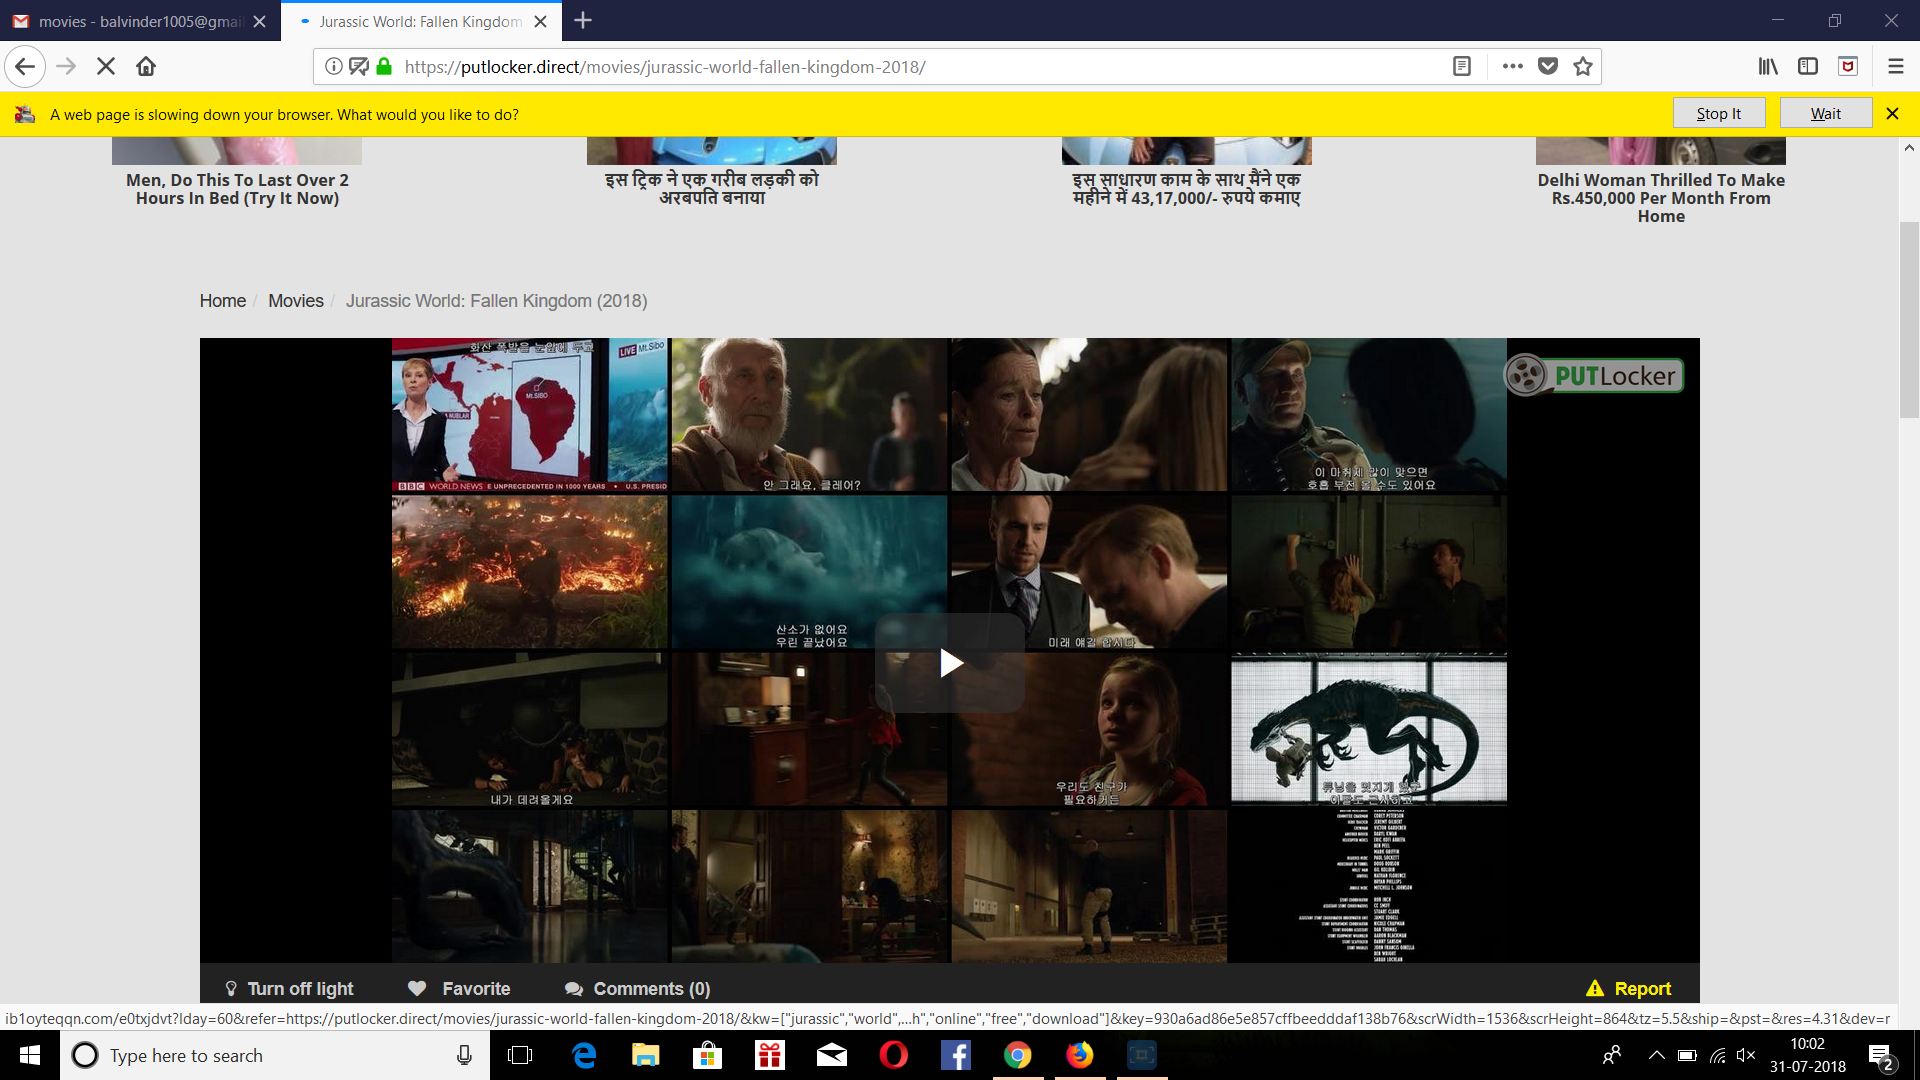 movies - balvinder1005@gmai
Jurassic World: Fallen Kingdom
https://putlocker.direct/movies/jurassic-world-fallen-kingdom-2018/
A web page is slowing down your browser. What would you like to do?
Stop It
Wait
Men, Do This To Last Over 2
Hours In Bed (Try It Now)
इस ट्रिक ने एक गरीब लड़की को
अरबपति बनाया
इस साधारण काम के साथ मैंने एक
महीने में 43,17,000/- रुपये कमाए
Delhi Woman Thrilled To Make
Rs.450,000 Per Month From
Home
Home / Movies / Jurassic World: Fallen Kingdom (2018)
화산 폭발을 눈앞에 두고
LIVE Mt.Sibo
MT.SIBO
BBC WORLD NEWS E UNPRECEDENTED IN 1000 YEARS • U.S. PRESID
안 그래요, 클레어?
이 마취제 많이 맞으면
호흡 부전 올 수도 있어요
PUTLocker
산소가 없어요
우린 끝났어요
미래 얘길 합시다
내가 데려올게요
우리도 친구가
필요하거든
Turn off light
Favorite
Comments (0)
Report
ib1oyteqqn.com/e0txjdvt?lday=60&refer=https://putlocker.direct/movies/jurassic-world-fallen-kingdom-2018/&kw=["jurassic","world",...h","online","free","download"]&key=930a6ad86e5e857cffbeedddaf138b76&scrWidth=1536&scrHeight=864&tz=5.5&ship=&pst=&res=4.31&dev=r
Type here to search
10:02
31-07-2018
2